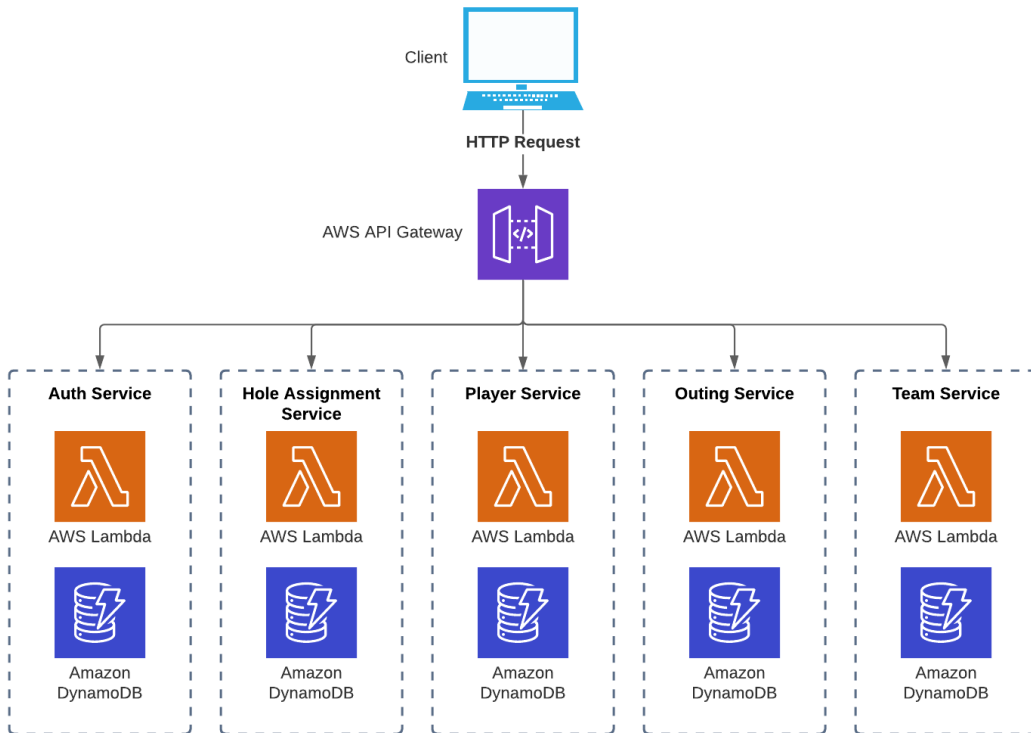 Client
HTTP Request
AWS API Gateway
</>
Auth Service
Hole Assignment
Service
Player Service
Outing Service
Team Service
AWS Lambda
AWS Lambda
AWS Lambda
AWS Lambda
AWS Lambda
Amazon
DynamoDB
Amazon
DynamoDB
Amazon
DynamoDB
Amazon
DynamoDB
Amazon
DynamoDB